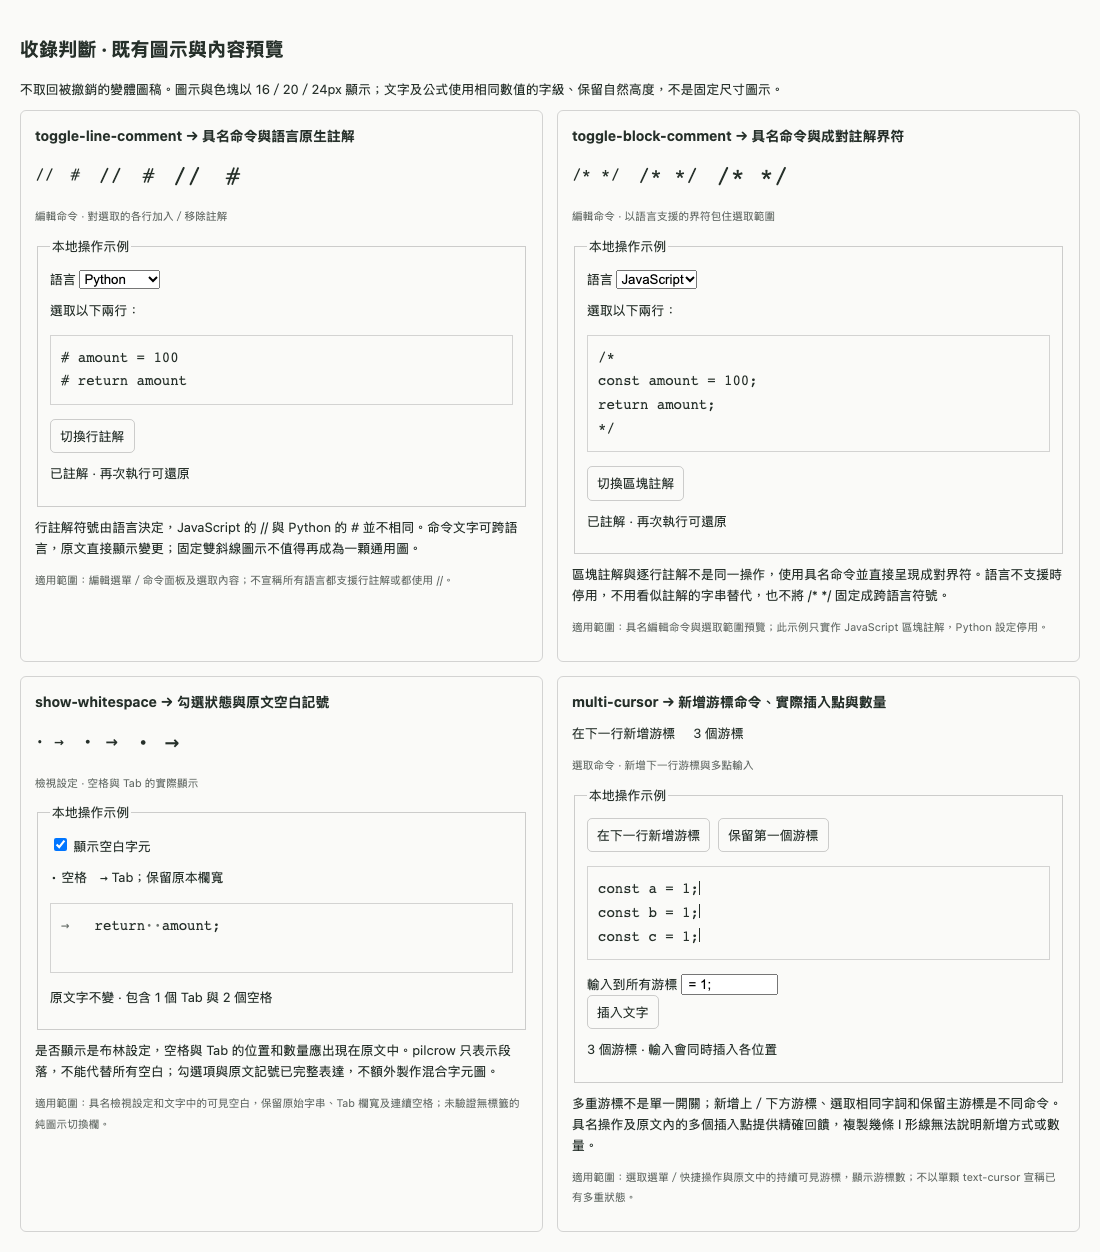 收錄判斷 · 既有圖示與內容預覽
不取回被撤銷的變體圖稿。圖示與色塊以 16 / 20 / 24px 顯示；文字及公式使用相同數值的字級、保留自然高度，不是固定尺寸圖示。
toggle-line-comment → 具名命令與語言原生註解
// # // # // #
編輯命令 · 對選取的各行加入 / 移除註解
本地操作示例
語言 Python
選取以下兩行：
# amount = 100
# return amount
切換行註解
已註解 · 再次執行可還原
行註解符號由語言決定，JavaScript 的 // 與 Python 的 # 並不相同。命令文字可跨語
言，原文直接顯示變更；固定雙斜線圖示不值得再成為一顆通用圖。
適用範圍：編輯選單 / 命令面板及選取內容；不宣稱所有語言都支援行註解或都使用 //。
toggle-block-comment → 具名命令與成對註解界符
/* */ /* */ /* */
編輯命令 · 以語言支援的界符包住選取範圍
本地操作示例
語言 JavaScript
選取以下兩行：
/*
const amount = 100;
return amount;
*/
切換區塊註解
已註解 · 再次執行可還原
區塊註解與逐行註解不是同一操作，使用具名命令並直接呈現成對界符。語言不支援時
停用，不用看似註解的字串替代，也不將 /* */ 固定成跨語言符號。
適用範圍：具名編輯命令與選取範圍預覽；此示例只實作 JavaScript 區塊註解，Python 設定停用。
show-whitespace → 勾選狀態與原文空白記號
· → · → · →
檢視設定 · 空格與 Tab 的實際顯示
本地操作示例
顯示空白字元
· 空格 → Tab；保留原本欄寬
→ return··amount;
原文字不變 · 包含 1 個 Tab 與 2 個空格
是否顯示是布林設定，空格與 Tab 的位置和數量應出現在原文中。pilcrow 只表示段
落，不能代替所有空白；勾選項與原文記號已完整表達，不額外製作混合字元圖。
適用範圍：具名檢視設定和文字中的可見空白，保留原始字串、Tab 欄寬及連續空格；未驗證無標籤的
純圖示切換欄。
multi-cursor → 新增游標命令、實際插入點與數量
在下一行新增游標 3 個游標
選取命令 · 新增下一行游標與多點輸入
本地操作示例
在下一行新增游標 保留第一個游標
const a = 1;
const b = 1;
const c = 1;
輸入到所有游標 = 1;
插入文字
3 個游標 · 輸入會同時插入各位置
多重游標不是單一開關；新增上 / 下方游標、選取相同字詞和保留主游標是不同命令。
具名操作及原文內的多個插入點提供精確回饋，複製幾條 I 形線無法說明新增方式或數
量。
適用範圍：選取選單 / 快捷操作與原文中的持續可見游標，顯示游標數；不以單顆 text-cursor 宣稱已
有多重狀態。